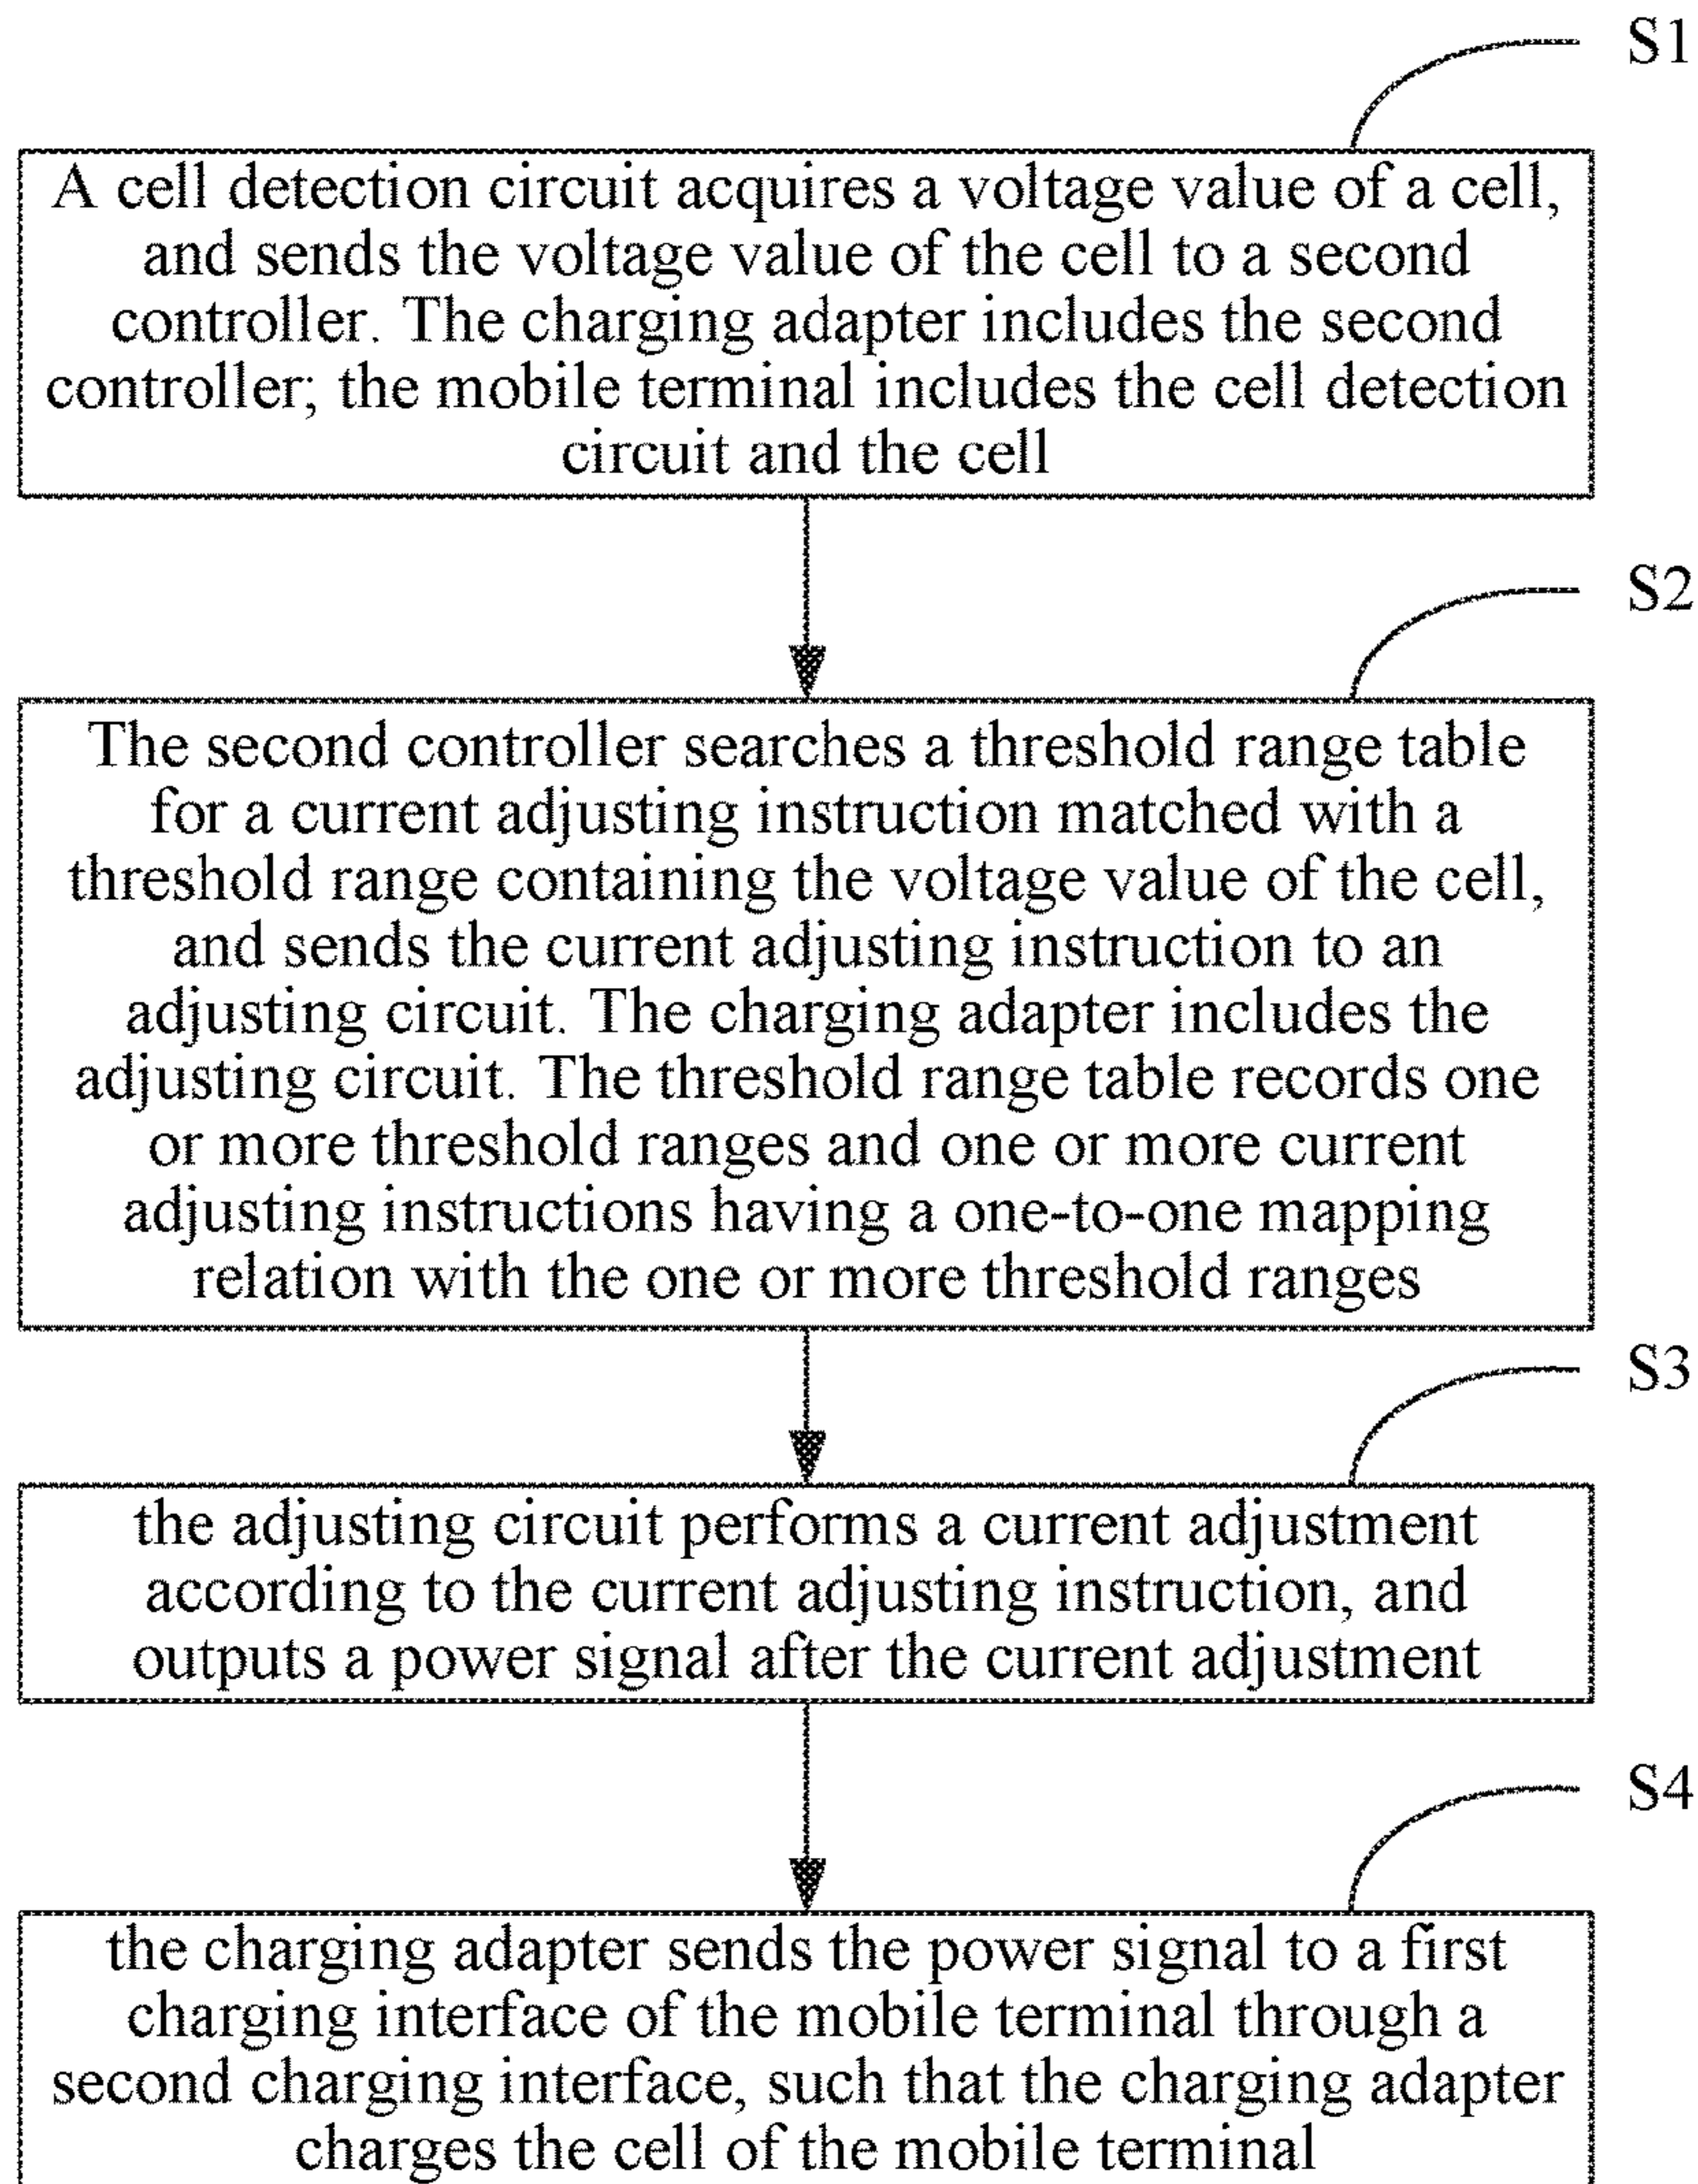 S1
A cell detection circuit acquires a voltage value of a cell,
and sends the voltage value of the cell to a second
controller. The charging adapter includes the second
controller; the mobile terminal includes the cell detection
circuit and the cell
S2
The second controller searches a threshold range table
for a current adjusting instruction matched with a
threshold range containing the voltage value of the cell,
and sends the current adjusting instruction to an
adjusting circuit. The charging adapter includes the
adjusting circuit. The threshold range table records one
or more threshold ranges and one or more current
adjusting instructions having a one-to-one mapping
relation with the one or more threshold ranges
S3
the adjusting circuit performs a current adjustment
according to the current adjusting instruction, and
outputs a power signal after the current adjustment
S4
the charging adapter sends the power signal to a first
charging interface of the mobile terminal through a
second charging interface, such that the charging adapter
charges the cell of the mobile terminal